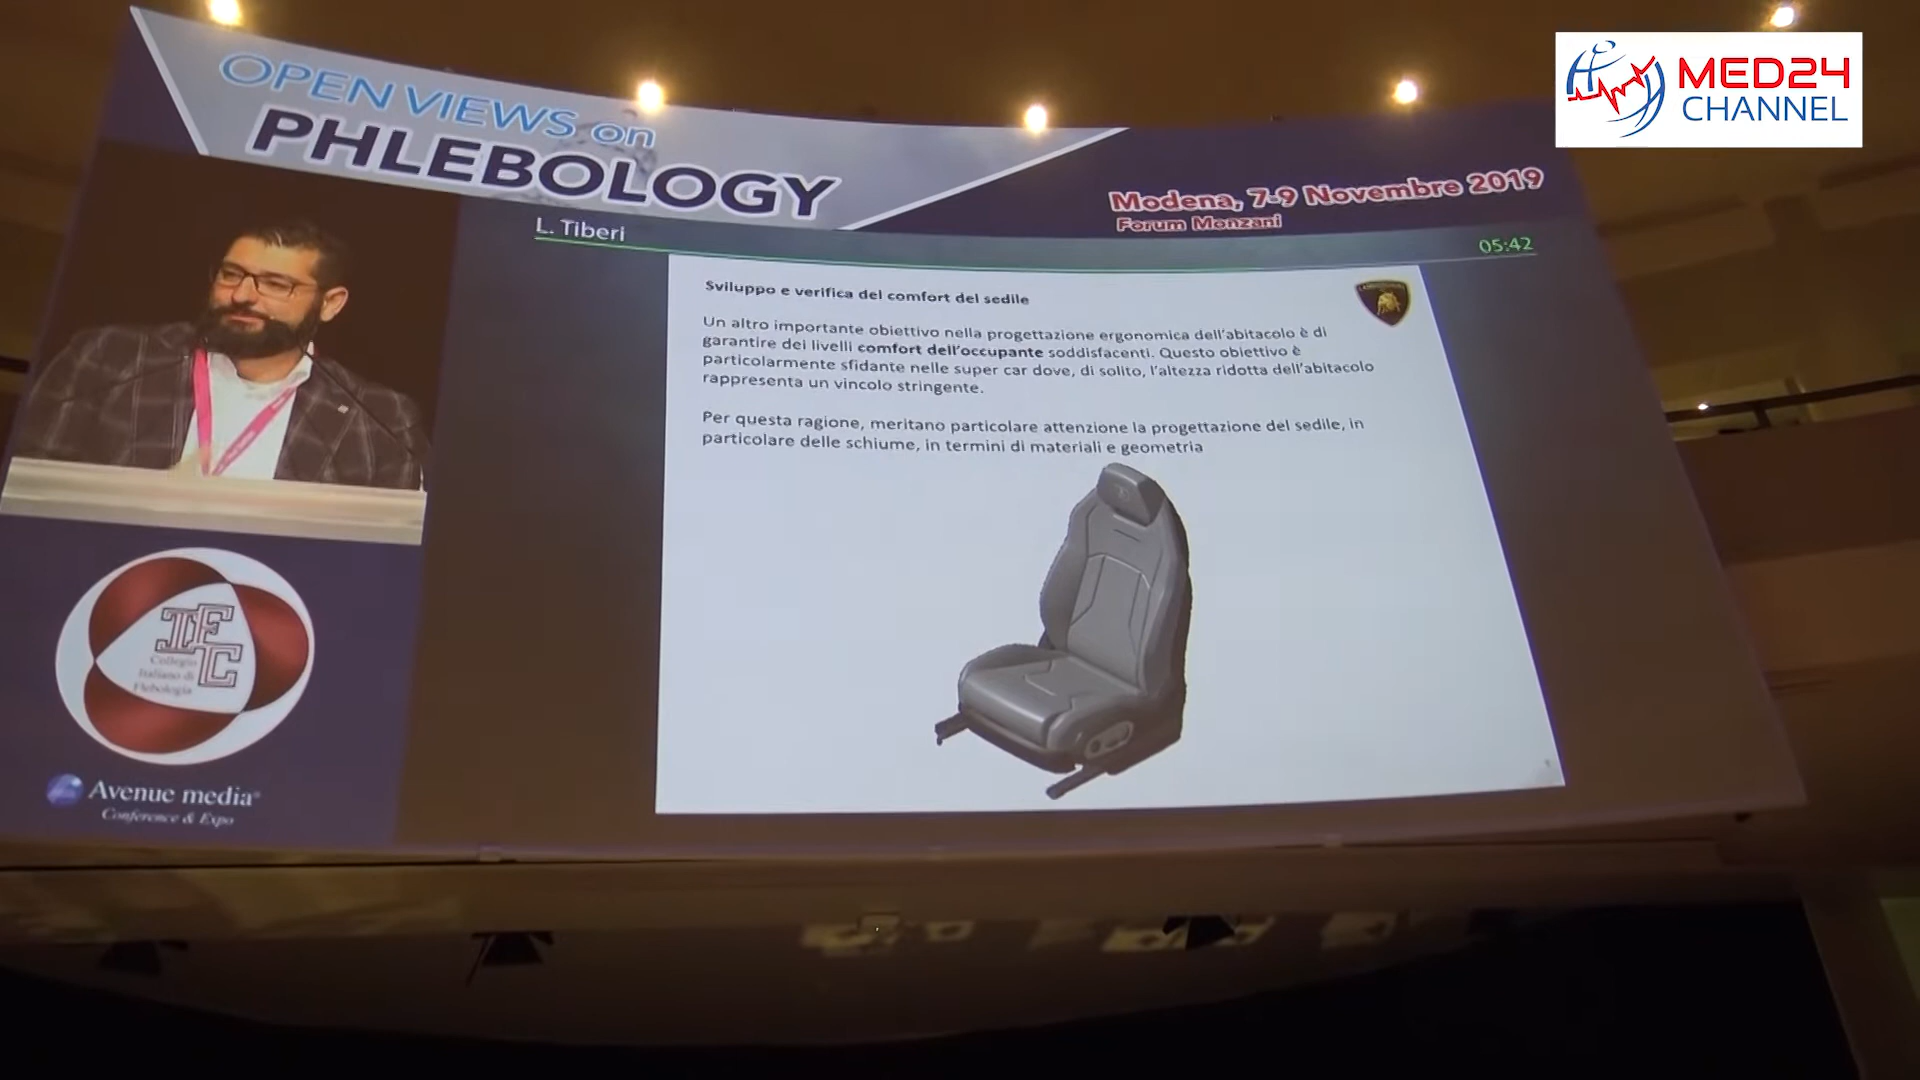 MED24
CHANNEL
OPEN VIEWS on
PHLEBOLOGY
Modena, 7-9 Novembre 2019
Forum Monzani
L. Tiberi
05:42
Sviluppo e verifica del comfort del sedile
Un altro importante obiettivo nella progettazione ergonomica dell'abitacolo è di
garantire dei livelli comfort dell'occupante soddisfacenti. Questo obiettivo è
particolarmente sfidante nelle super car dove, di solito, l'altezza ridotta dell'abitacolo
rappresenta un vincolo stringente.
Per questa ragione, meritano particolare attenzione la progettazione del sedile, in
particolare delle schiume, in termini di materiali e geometria
Collegio
Italiano di
Flebologia
Avenue media®
Conference & Expo